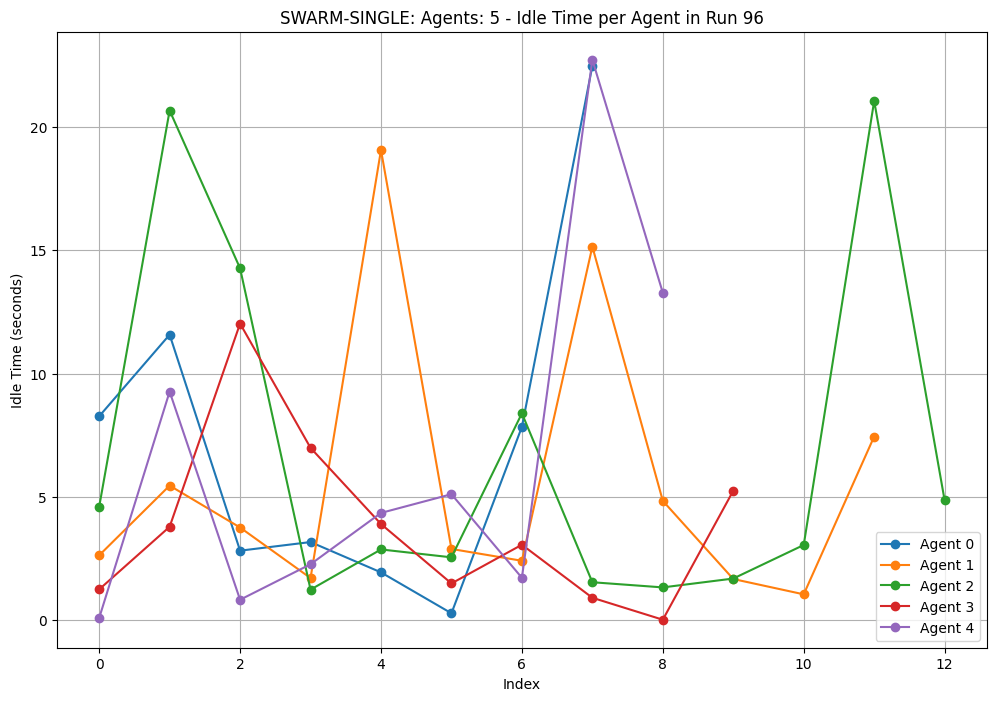 SWARM-SINGLE: Agents: 5 - Idle Time per Agent in Run 96
Idle Time (seconds)
20
15
10
5
0
0 2 4 6 8 10 12
Index
Agent 0
Agent 1
Agent 2
Agent 3
Agent 4